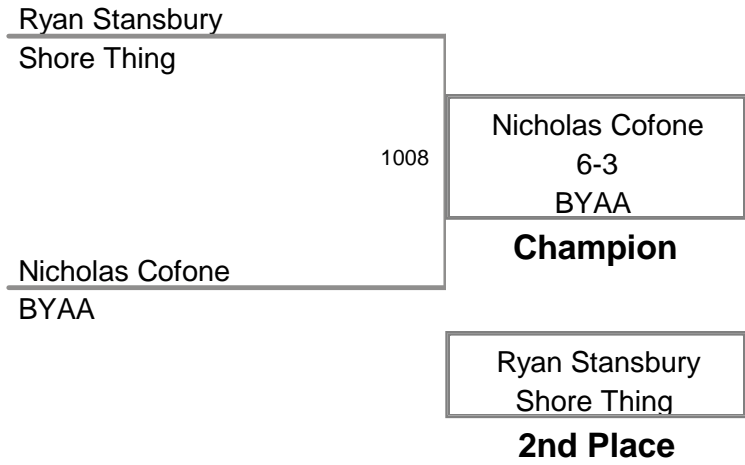 Ryan Stansbury
Shore Thing
1008
Nicholas Cofone
6-3
BYAA
Champion
Nicholas Cofone
BYAA
Ryan Stansbury
Shore Thing
2nd Place